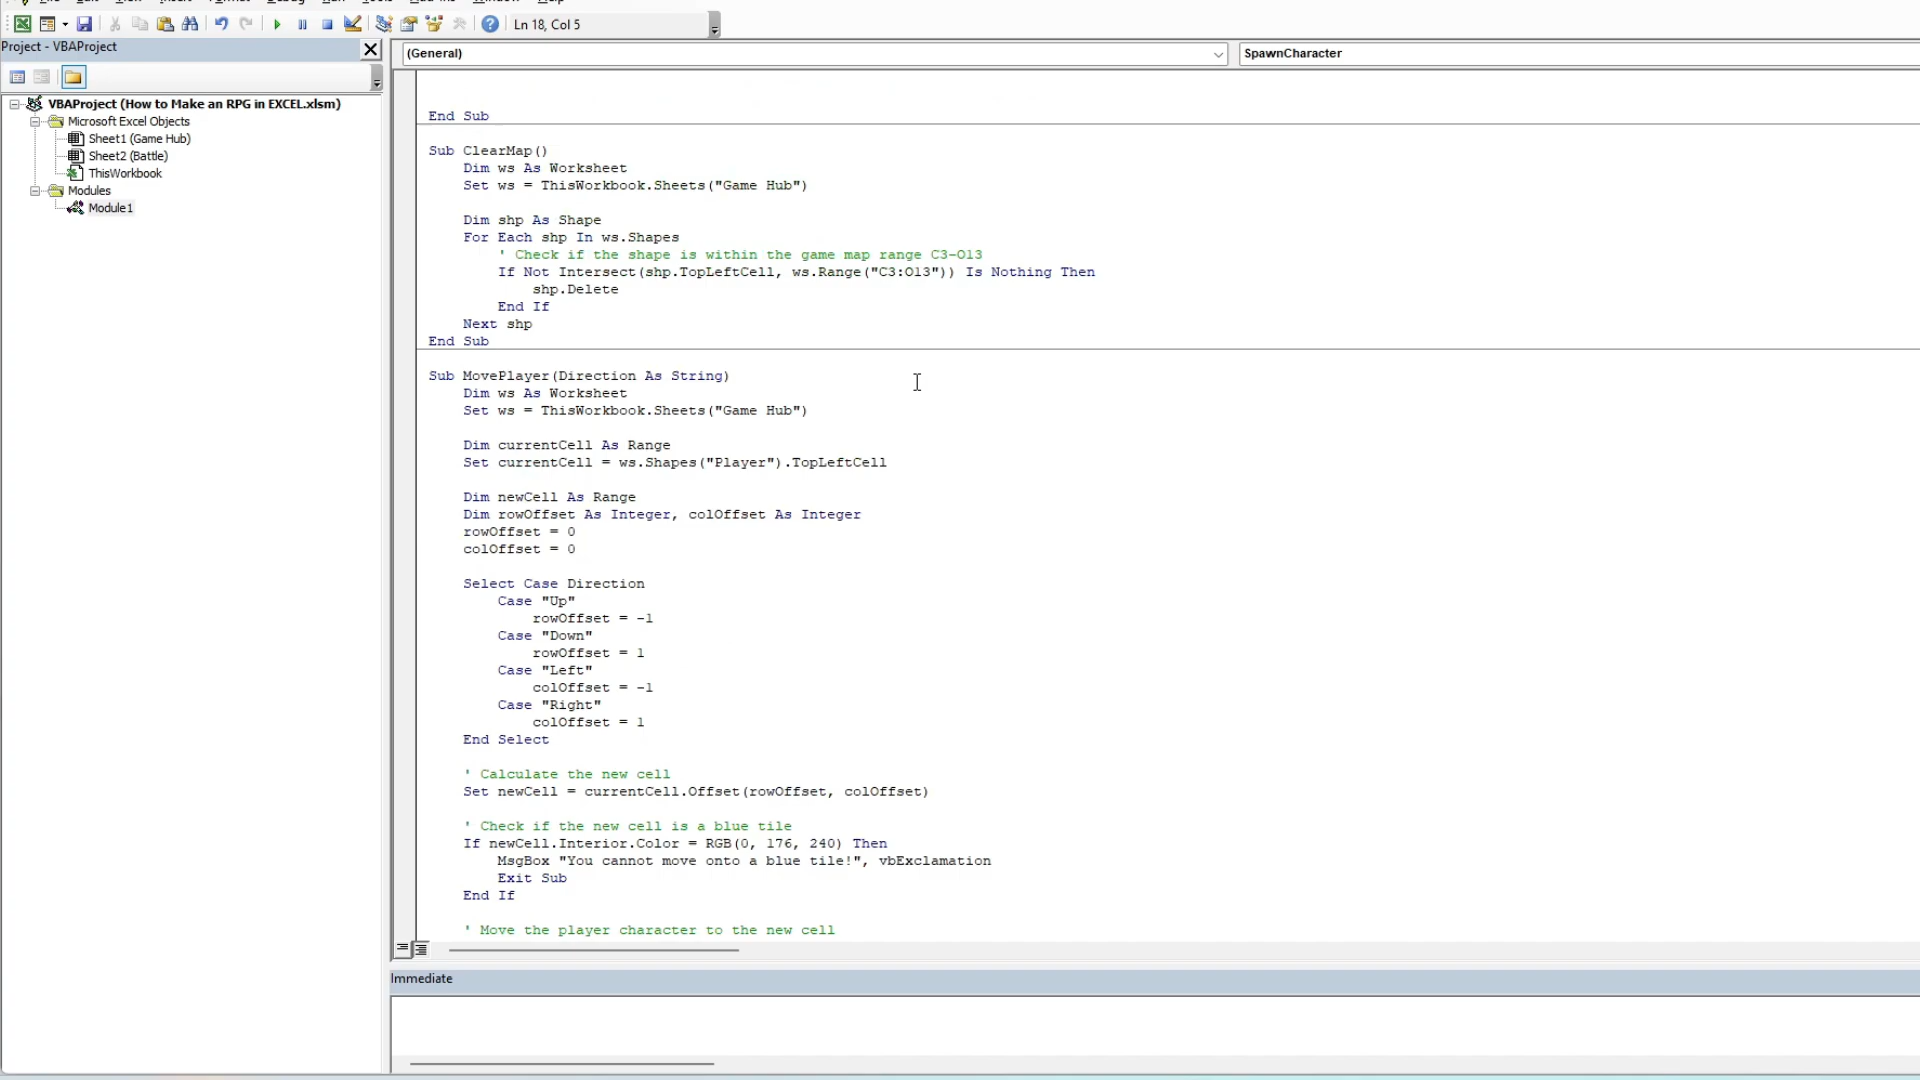 Ln 18, Col 5
Project - VBAProject
(General)
SpawnCharacter
VBAProject (How to Make an RPG in EXCEL.xlsm)
Microsoft Excel Objects
Sheet1 (Game Hub)
Sheet2 (Battle)
ThisWorkbook
Modules
Module1
End Sub
Sub ClearMap()
Dim ws As Worksheet
Set ws = ThisWorkbook.Sheets("Game Hub")
Dim shp As Shape
For Each shp In ws.Shapes
' Check if the shape is within the game map range C3-O13
If Not Intersect(shp.TopLeftCell, ws.Range("C3:O13")) Is Nothing Then
shp.Delete
End If
Next shp
End Sub
Sub MovePlayer(Direction As String)
Dim ws As Worksheet
Set ws = ThisWorkbook.Sheets("Game Hub")
Dim currentCell As Range
Set currentCell = ws.Shapes("Player").TopLeftCell
Dim newCell As Range
Dim rowOffset As Integer, colOffset As Integer
rowOffset = 0
colOffset = 0
Select Case Direction
Case "Up"
rowOffset = -1
Case "Down"
rowOffset = 1
Case "Left"
colOffset = -1
Case "Right"
colOffset = 1
End Select
' Calculate the new cell
Set newCell = currentCell.Offset(rowOffset, colOffset)
' Check if the new cell is a blue tile
If newCell.Interior.Color = RGB(0, 176, 240) Then
MsgBox "You cannot move onto a blue tile!", vbExclamation
Exit Sub
End If
' Move the player character to the new cell
Immediate